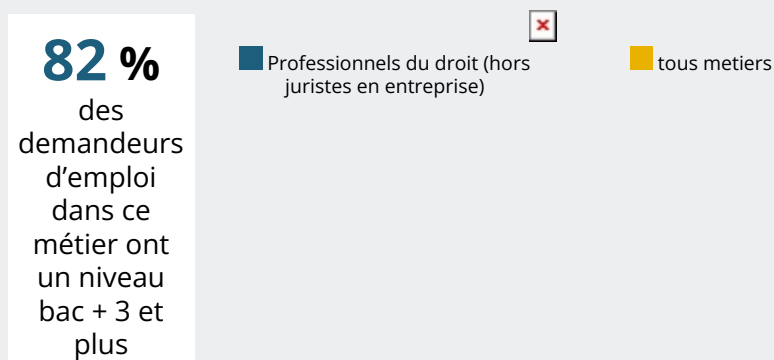 82 %
des
demandeurs
d’emploi
dans ce
métier ont
un niveau
bac + 3 et
plus
Professionnels du droit (hors
juristes en entreprise)
tous metiers